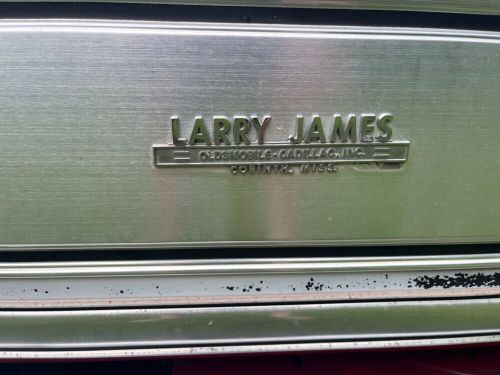 LARRY JAMES
OLDSMOBILE-CADILLAC, INC.
CORINTH, MISS.